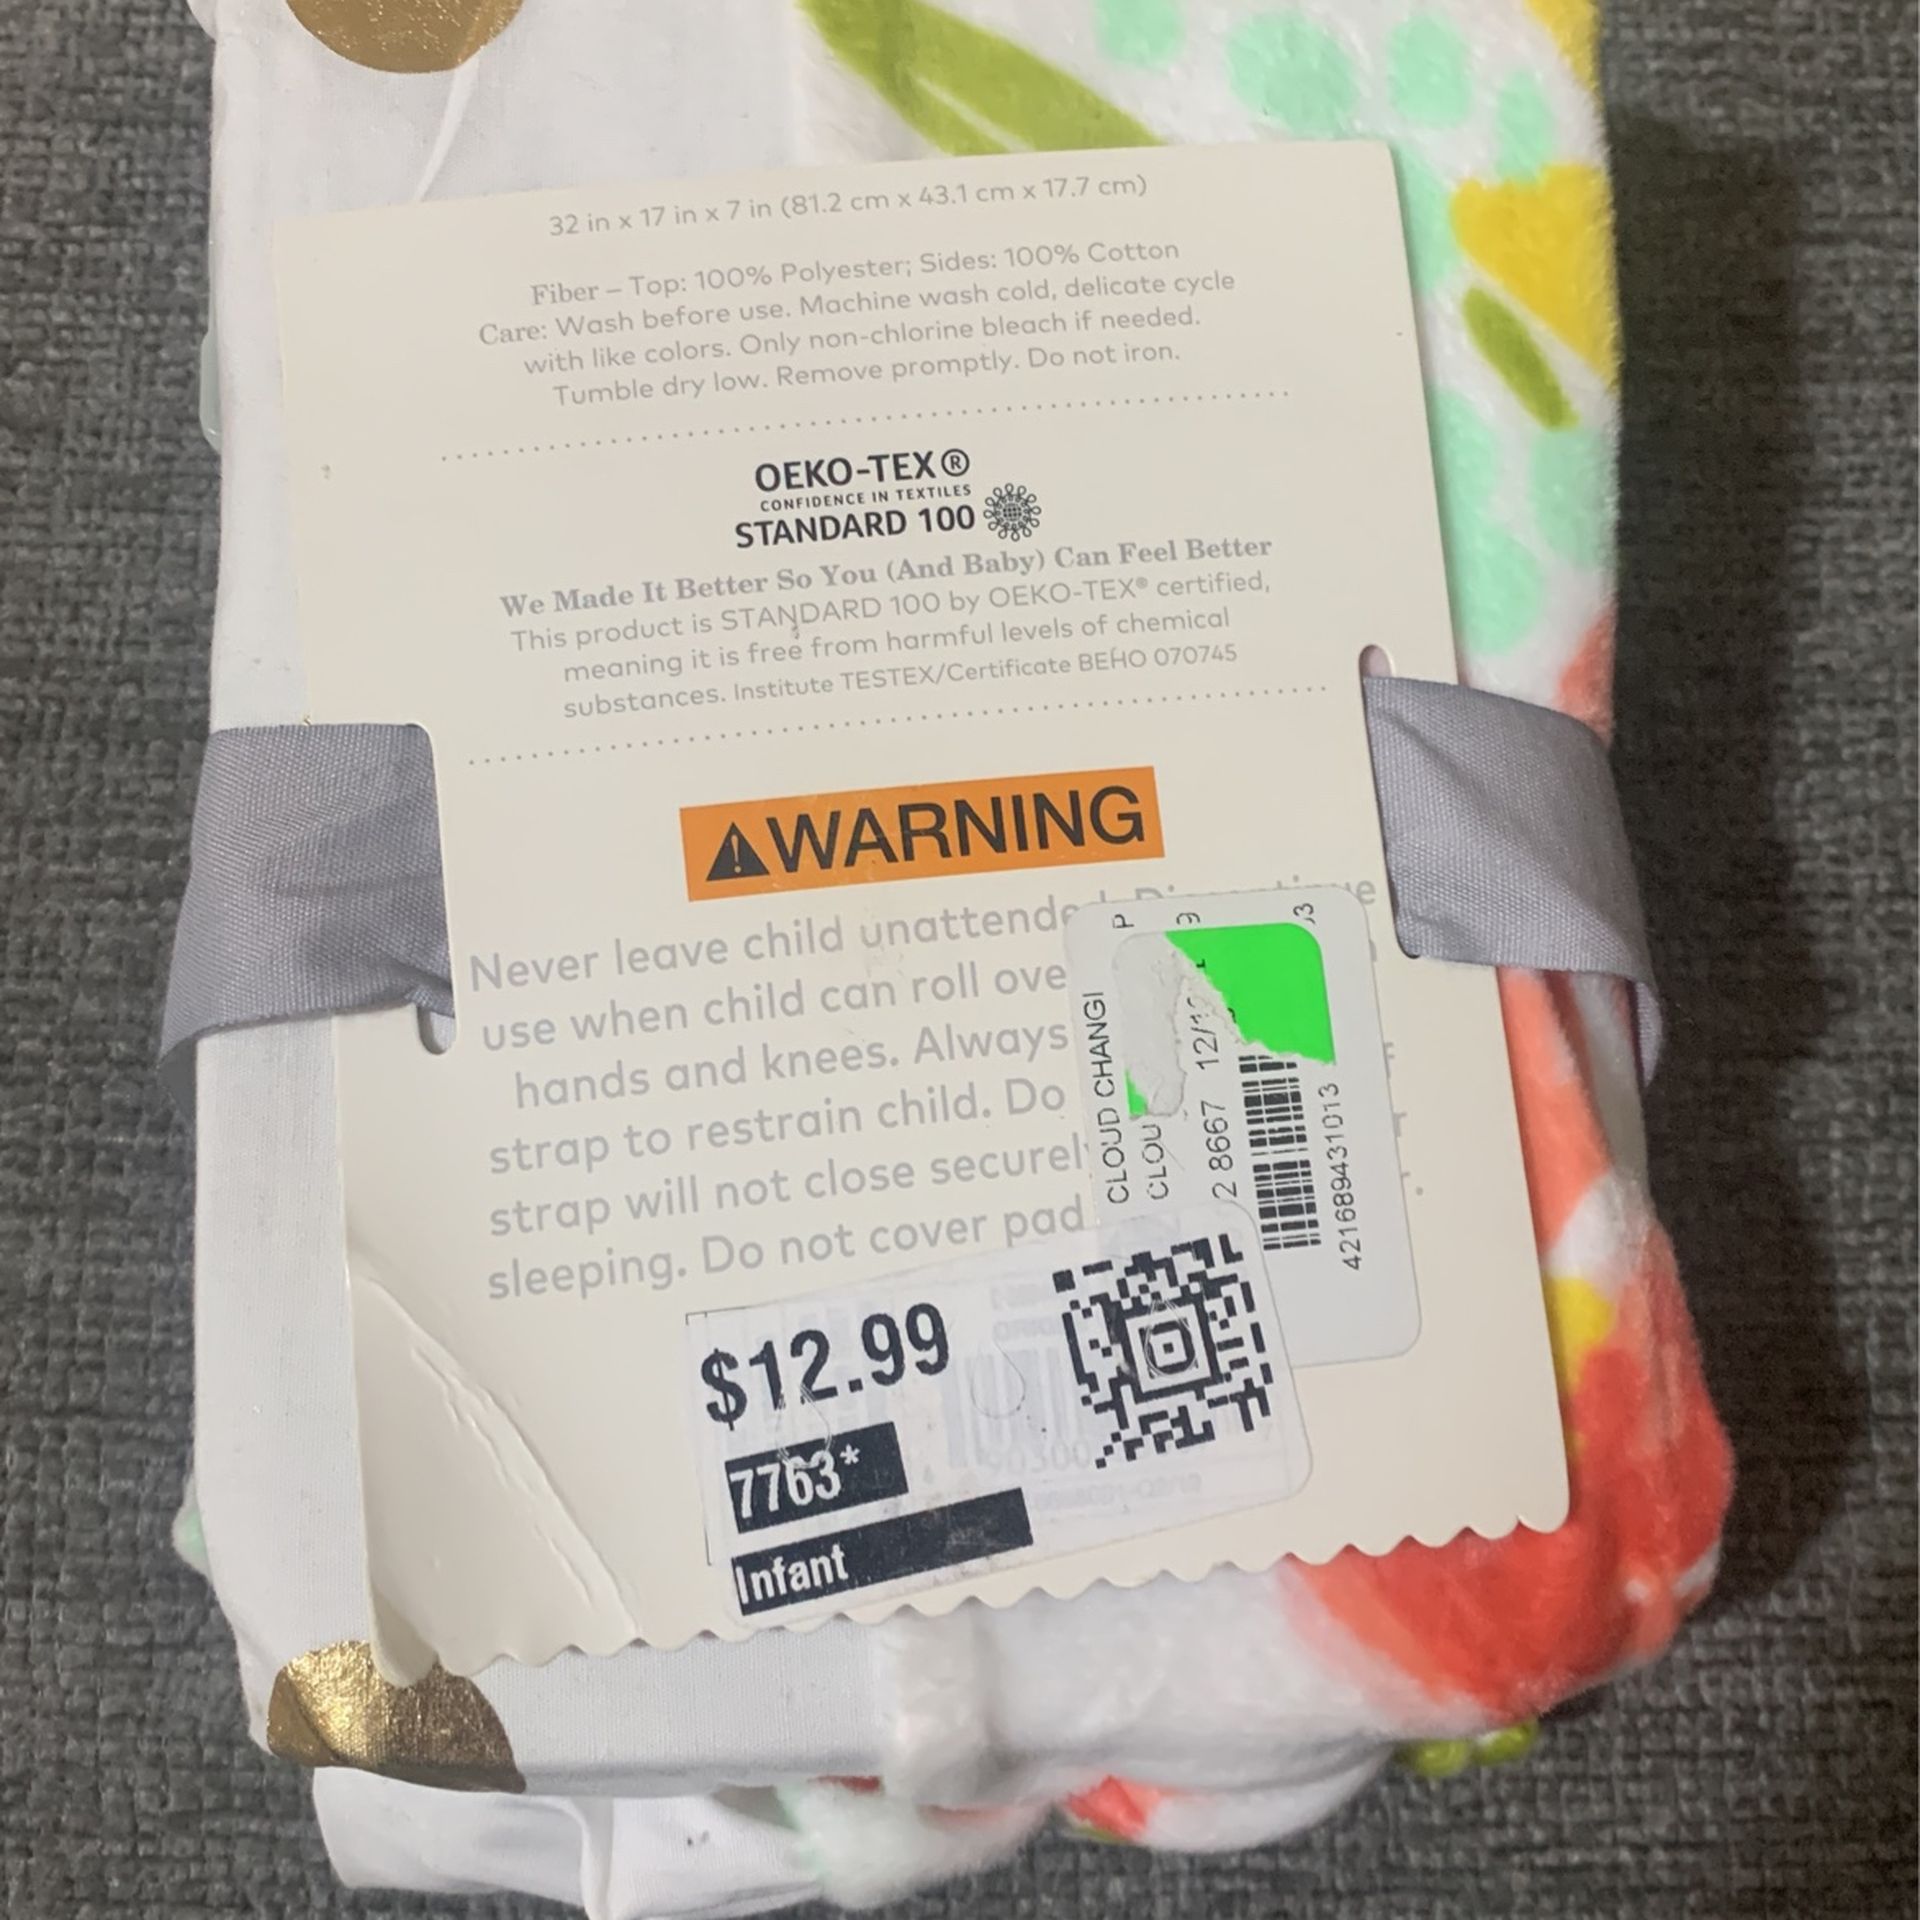 32 in x 17 in x 7 in (81.2 cm x 43.1 cm x 17.7 cm)
Fiber – Top: 100% Polyester; Sides: 100% Cotton
Care: Wash before use. Machine wash cold, delicate cycle
with like colors. Only non-chlorine bleach if needed.
Tumble dry low. Remove promptly. Do not iron.
OEKO-TEX®
CONFIDENCE IN TEXTILES
STANDARD 100
We Made It Better So You (And Baby) Can Feel Better
This product is STANDARD 100 by OEKO-TEX® certified,
meaning it is free from harmful levels of chemical
substances. Institute TESTEX/Certificate BEHO 070745
WARNING
Never leave child
use when child can roll
hands and knees. Always
strap to restrain child. Do
strap will not close
sleeping. Do not cover pad
CLOUD
8667
421689431013
$12.99
7763*
Infant